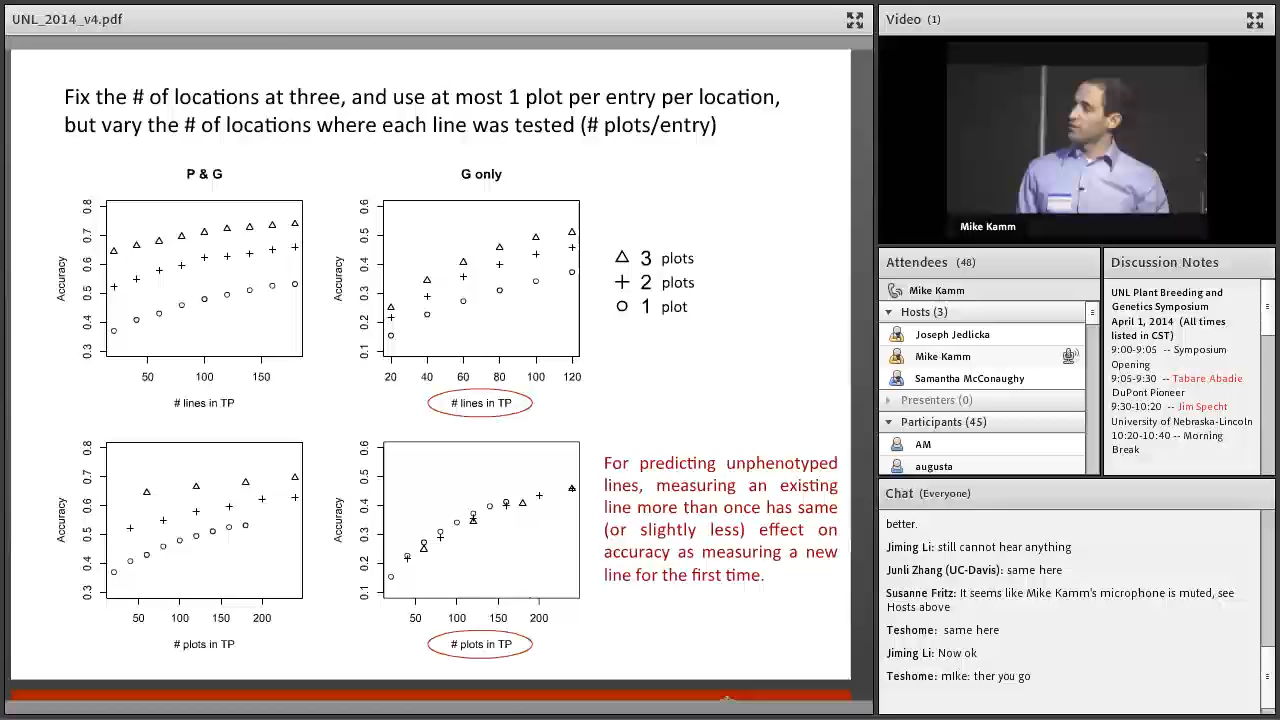 UNL_2014_v4.pdf
Fix the # of locations at three, and use at most 1 plot per entry per location,
but vary the # of locations where each line was tested (# plots/entry)
P & G
0.8
0.7
0.6
0.5
0.4
0.3
Accuracy
50
100
150
# lines in TP
G only
0.6
0.5
0.4
0.3
0.2
0.1
Accuracy
20
40
60
80
100
120
# lines in TP
3 plots
2 plots
1 plot
0.8
0.7
0.6
0.5
0.4
0.3
Accuracy
50
100
150
200
# plots in TP
0.6
0.5
0.4
0.3
0.2
0.1
Accuracy
50
100
150
200
# plots in TP
For predicting unphenotyped
lines, measuring an existing
line more than once has same
(or slightly less) effect on
accuracy as measuring a new
line for the first time.
Video (1)
Mike Kamm
Attendees (48)
Mike Kamm
Hosts (3)
Joseph Jedlicka
Mike Kamm
Samantha McConaughy
Presenters (0)
Participants (45)
AM
augusta
Discussion Notes
UNL Plant Breeding and
Genetics Symposium
April 1, 2014 (All times
listed in CST)
9:00-9:05 -- Symposium
Opening
9:05-9:30 -- Tabare Abadie
DuPont Pioneer
9:30-10:20 -- Jim Specht
University of Nebraska-Lincoln
10:20-10:40 -- Morning
Break
Chat (Everyone)
better.
Jiming Li: still cannot hear anything
Junli Zhang (UC-Davis): same here
Susanne Fritz: It seems like Mike Kamm's microphone is muted, see
Hosts above
Teshome: same here
Jiming Li: Now ok
Teshome: mIke: ther you go